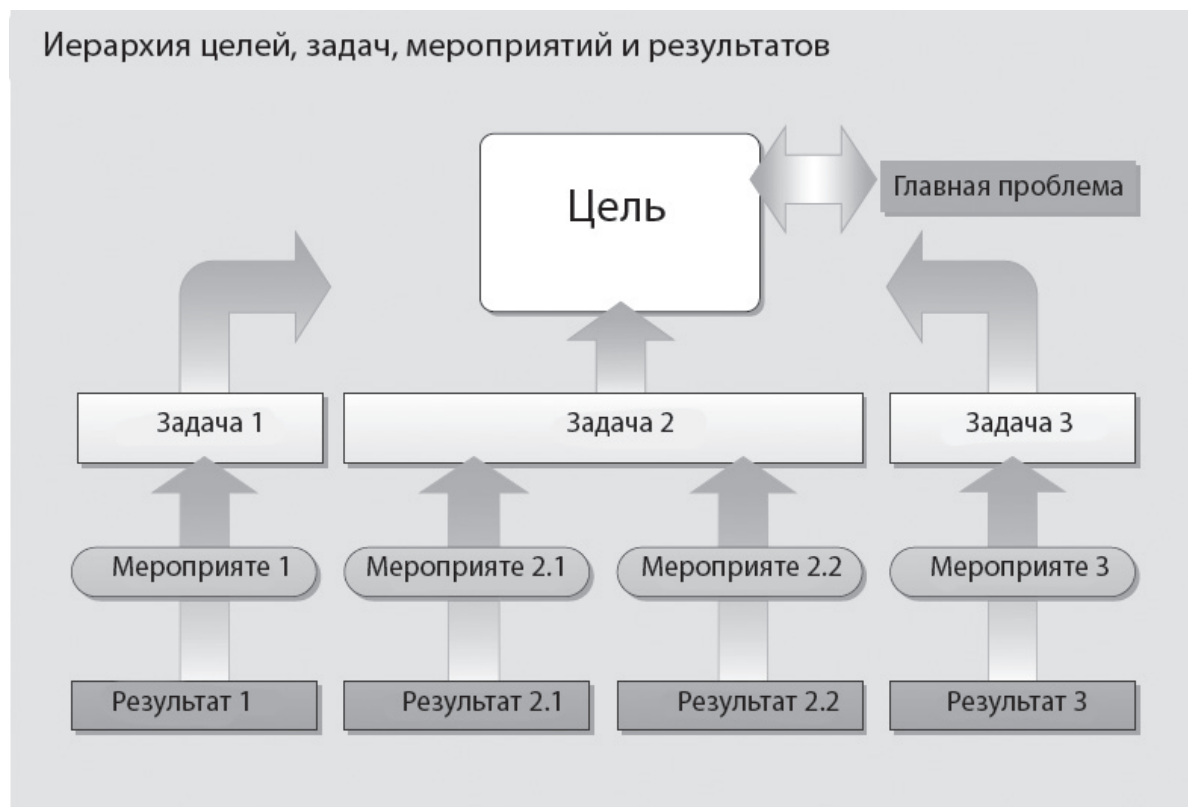 Иерархия целей, задач, мероприятий и результатов
Цель
Главная проблема
Задача 1
Задача 2
Задача 3
Мероприяте 1
Мероприяте 2.1
Мероприяте 2.2
Мероприяте 3
Результат 1
Результат 2.1
Результат 2.2
Результат 3